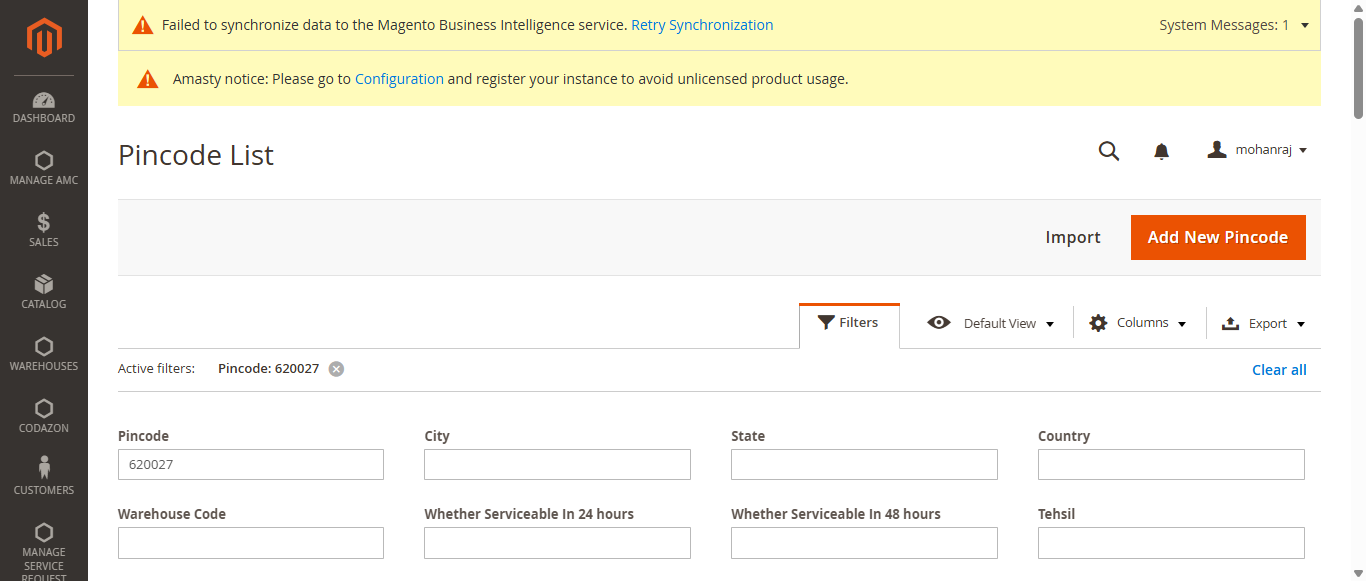 Failed to synchronize data to the Magento Business Intelligence service. Retry Synchronization
System Messages: 1
Amasty notice: Please go to Configuration and register your instance to avoid unlicensed product usage.
DASHBOARD
MANAGE AMC
SALES
CATALOG
WAREHOUSES
CODAZON
CUSTOMERS
MANAGE
SERVICE
REQUEST
Pincode List
mohanraj
Import
Add New Pincode
Filters
Default View
Columns
Export
Active filters:
Pincode: 620027
Clear all
Pincode
City
State
Country
620027
Warehouse Code
Whether Serviceable In 24 hours
Whether Serviceable In 48 hours
Tehsil